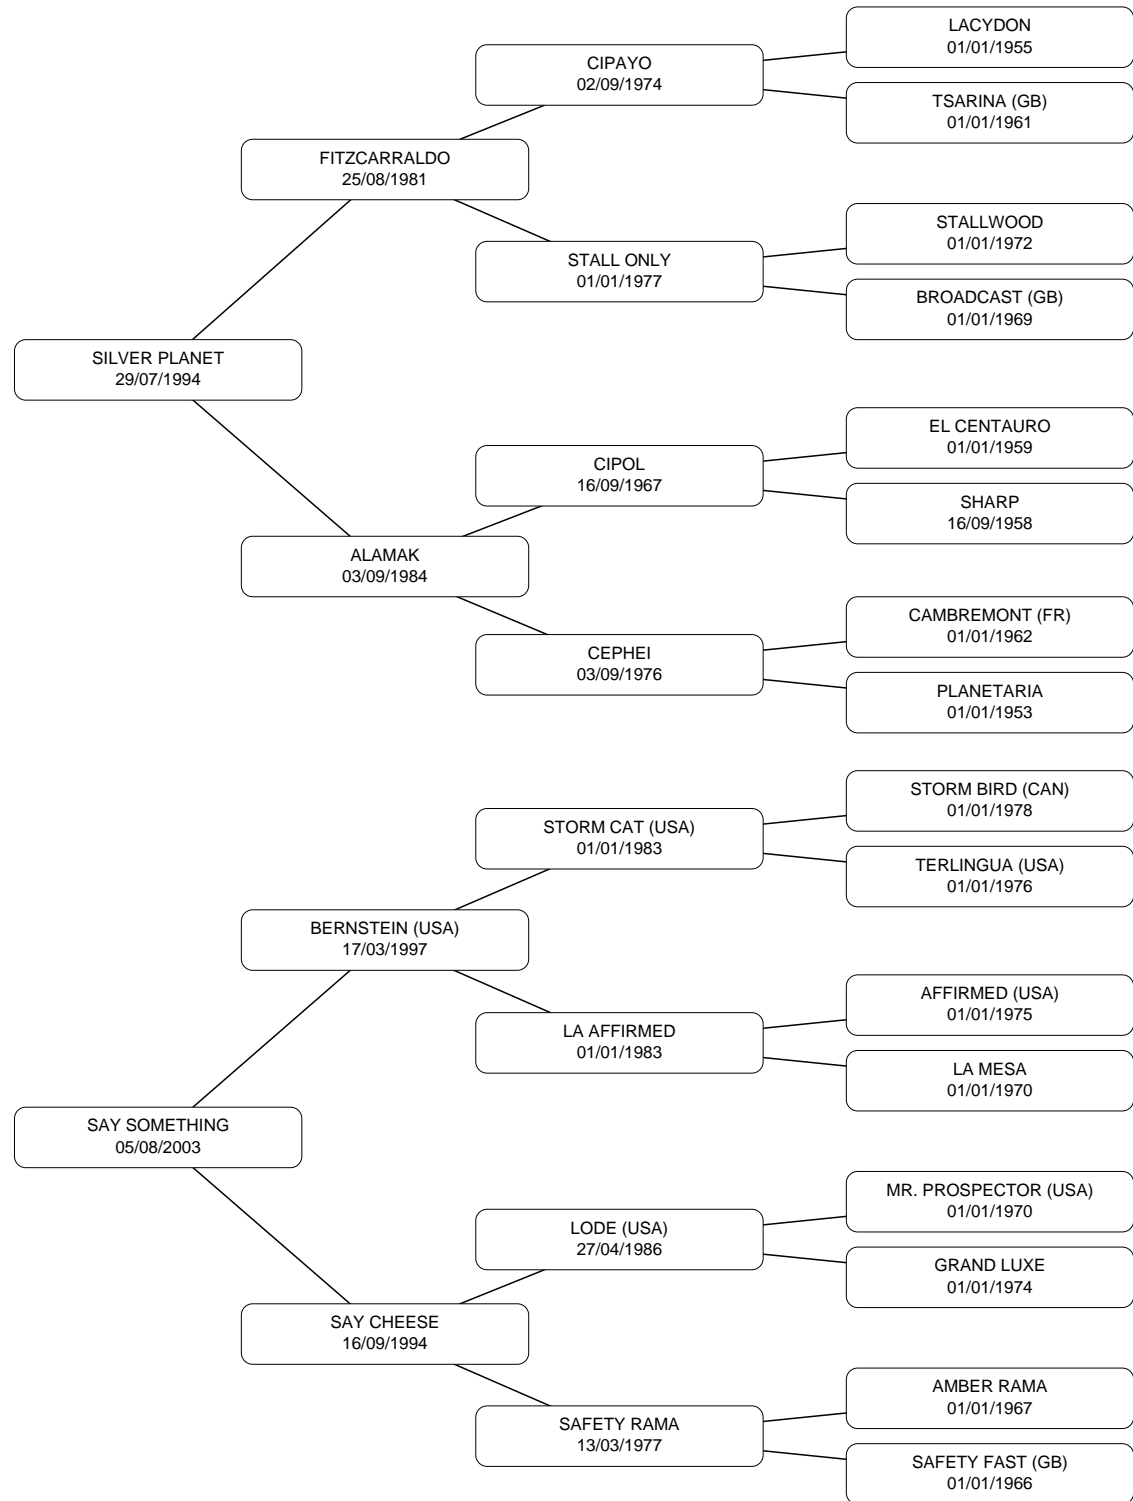 LACYDON
01/01/1955
CIPAYO
02/09/1974
TSARINA (GB)
01/01/1961
FITZCARRALDO
25/08/1981
STALLWOOD
01/01/1972
STALL ONLY
01/01/1977
BROADCAST (GB)
01/01/1969
SILVER PLANET
29/07/1994
EL CENTAURO
01/01/1959
CIPOL
16/09/1967
SHARP
16/09/1958
ALAMAK
03/09/1984
CAMBREMONT (FR)
01/01/1962
CEPHEI
03/09/1976
PLANETARIA
01/01/1953
STORM BIRD (CAN)
01/01/1978
STORM CAT (USA)
01/01/1983
TERLINGUA (USA)
01/01/1976
BERNSTEIN (USA)
17/03/1997
AFFIRMED (USA)
01/01/1975
LA AFFIRMED
01/01/1983
LA MESA
01/01/1970
SAY SOMETHING
05/08/2003
MR. PROSPECTOR (USA)
01/01/1970
LODE (USA)
27/04/1986
GRAND LUXE
01/01/1974
SAY CHEESE
16/09/1994
AMBER RAMA
01/01/1967
SAFETY RAMA
13/03/1977
SAFETY FAST (GB)
01/01/1966